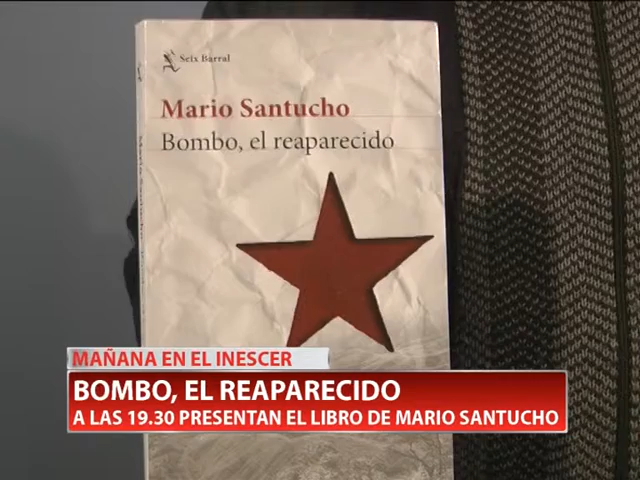 Seix Barral
Mario Santucho
Bombo, el reaparecido
MAÑANA EN EL INESCER
BOMBO, EL REAPARECIDO
A LAS 19.30 PRESENTAN EL LIBRO DE MARIO SANTUCHO